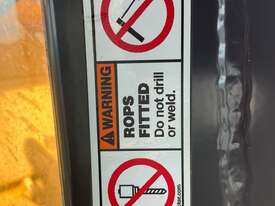 WARNING
ROPS
FITTED
Do not drill
or weld.